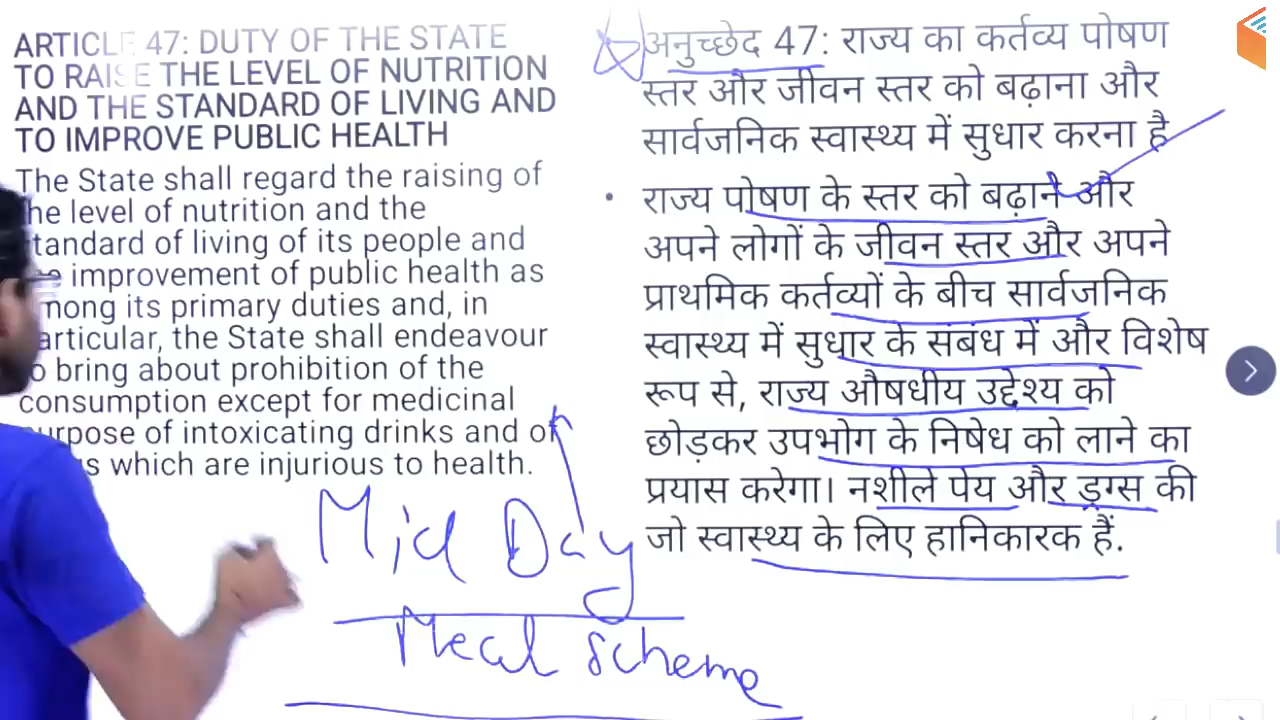 ARTICLE 47: DUTY OF THE STATE
TO RAISE THE LEVEL OF NUTRITION
AND THE STANDARD OF LIVING AND
TO IMPROVE PUBLIC HEALTH
The State shall regard the raising of
he level of nutrition and the
tandard of living of its people and
e improvement of public health as
mong its primary duties and, in
articular, the State shall endeavour
o bring about prohibition of the
consumption except for medicinal
urpose of intoxicating drinks and of
s which are injurious to health.
अनुच्छेद 47: राज्य का कर्तव्य पोषण
स्तर और जीवन स्तर को बढ़ाना और
सार्वजनिक स्वास्थ्य में सुधार करना है
• राज्य पोषण के स्तर को बढ़ाने और
अपने लोगों के जीवन स्तर और अपने
प्राथमिक कर्तव्यों के बीच सार्वजनिक
स्वास्थ्य में सुधार के संबंध में और विशेष
रूप से, राज्य औषधीय उद्देश्य को
छोड़कर उपभोग के निषेध को लाने का
प्रयास करेगा। नशीले पेय और ड्रग्स की
जो स्वास्थ्य के लिए हानिकारक हैं.
Mid Day
Meal Scheme